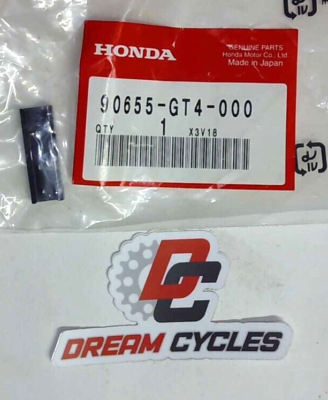 HONDA
GENUINE PARTS
Honda Motor Co., Ltd.
Made in Japan
90655-GT4-000
QTY 1 X3V18
DC
DREAM CYCLES